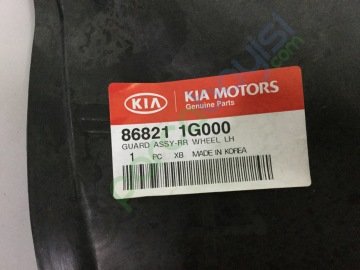 KIA
KIA MOTORS
Genuine Parts
86821 1G000
GUARD ASSY-RR WHEEL LH
1 PC XB MADE IN KOREA